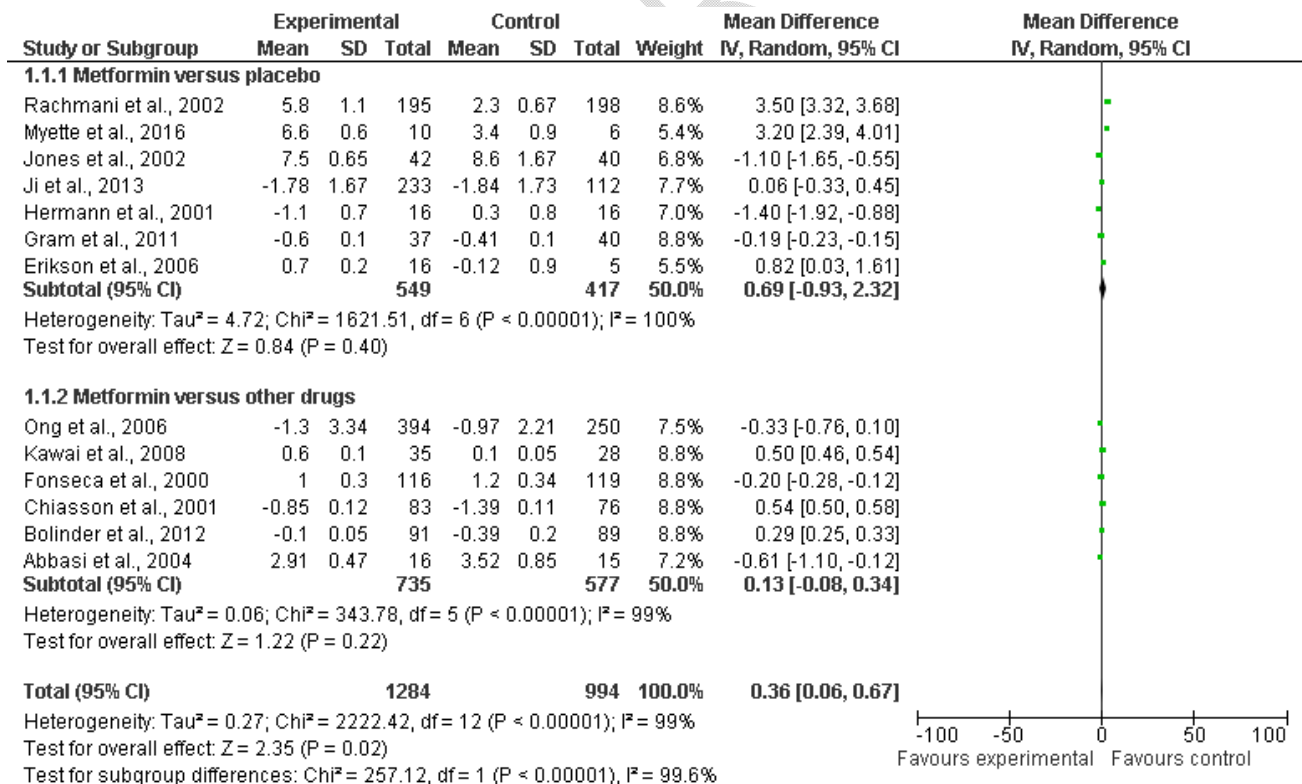 Experimental Control Mean Difference Mean Difference
Study or Subgroup Mean SD Total Mean SD Total Weight IV, Random, 95% CI IV, Random, 95% CI
1.1.1 Metformin versus placebo
Rachmani et al., 2002 5.8 1.1 195 2.3 0.67 198 8.6% 3.50 [3.32, 3.68]
Myette et al., 2016 6.6 0.6 10 3.4 0.9 6 5.4% 3.20 [2.39, 4.01]
Jones et al., 2002 7.5 0.65 42 8.6 1.67 40 6.8% -1.10 [-1.65, -0.55]
Ji et al., 2013 -1.78 1.67 233 -1.84 1.73 112 7.7% 0.06 [-0.33, 0.45]
Hermann et al., 2001 -1.1 0.7 16 0.3 0.8 16 7.0% -1.40 [-1.92, -0.88]
Gram et al., 2011 -0.6 0.1 37 -0.41 0.1 40 8.8% -0.19 [-0.23, -0.15]
Erikson et al., 2006 0.7 0.2 16 -0.12 0.9 5 5.5% 0.82 [0.03, 1.61]
Subtotal (95% CI) 549 417 50.0% 0.69 [-0.93, 2.32]
Heterogeneity: Tau² = 4.72; Chi² = 1621.51, df = 6 (P < 0.00001); I² = 100%
Test for overall effect: Z = 0.84 (P = 0.40)
1.1.2 Metformin versus other drugs
Ong et al., 2006 -1.3 3.34 394 -0.97 2.21 250 7.5% -0.33 [-0.76, 0.10]
Kawai et al., 2008 0.6 0.1 35 0.1 0.05 28 8.8% 0.50 [0.46, 0.54]
Fonseca et al., 2000 1 0.3 116 1.2 0.34 119 8.8% -0.20 [-0.28, -0.12]
Chiasson et al., 2001 -0.85 0.12 83 -1.39 0.11 76 8.8% 0.54 [0.50, 0.58]
Bolinder et al., 2012 -0.1 0.05 91 -0.39 0.2 89 8.8% 0.29 [0.25, 0.33]
Abbasi et al., 2004 2.91 0.47 16 3.52 0.85 15 7.2% -0.61 [-1.10, -0.12]
Subtotal (95% CI) 735 577 50.0% 0.13 [-0.08, 0.34]
Heterogeneity: Tau² = 0.06; Chi² = 343.78, df = 5 (P < 0.00001); I² = 99%
Test for overall effect: Z = 1.22 (P = 0.22)
Total (95% CI) 1284 994 100.0% 0.36 [0.06, 0.67]
Heterogeneity: Tau² = 0.27; Chi² = 2222.42, df = 12 (P < 0.00001); I² = 99%
Test for overall effect: Z = 2.35 (P = 0.02)
Test for subgroup differences: Chi² = 257.12, df = 1 (P < 0.00001), I² = 99.6%
-100 -50 0 50 100
Favours experimental Favours control